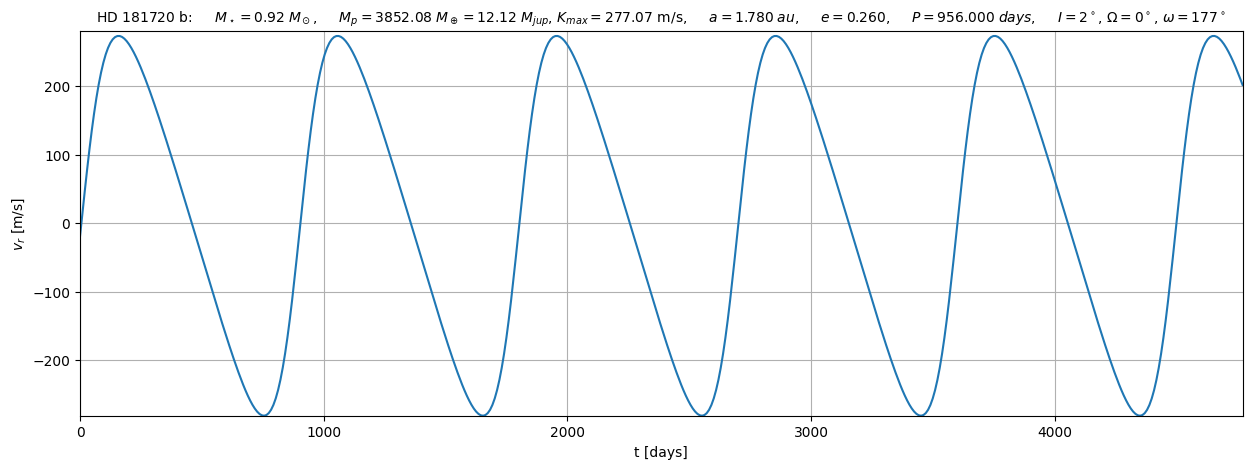 HD 181720 b: M⋆ = 0.92 M⊙, Mp = 3852.08 M⊕ = 12.12 Mjup, Kmax = 277.07 m/s, a = 1.780 au, e = 0.260, P = 956.000 days, I = 2°, Ω = 0°, ω = 177°
200
100
0
−100
−200
vr [m/s]
0 1000 2000 3000 4000
t [days]